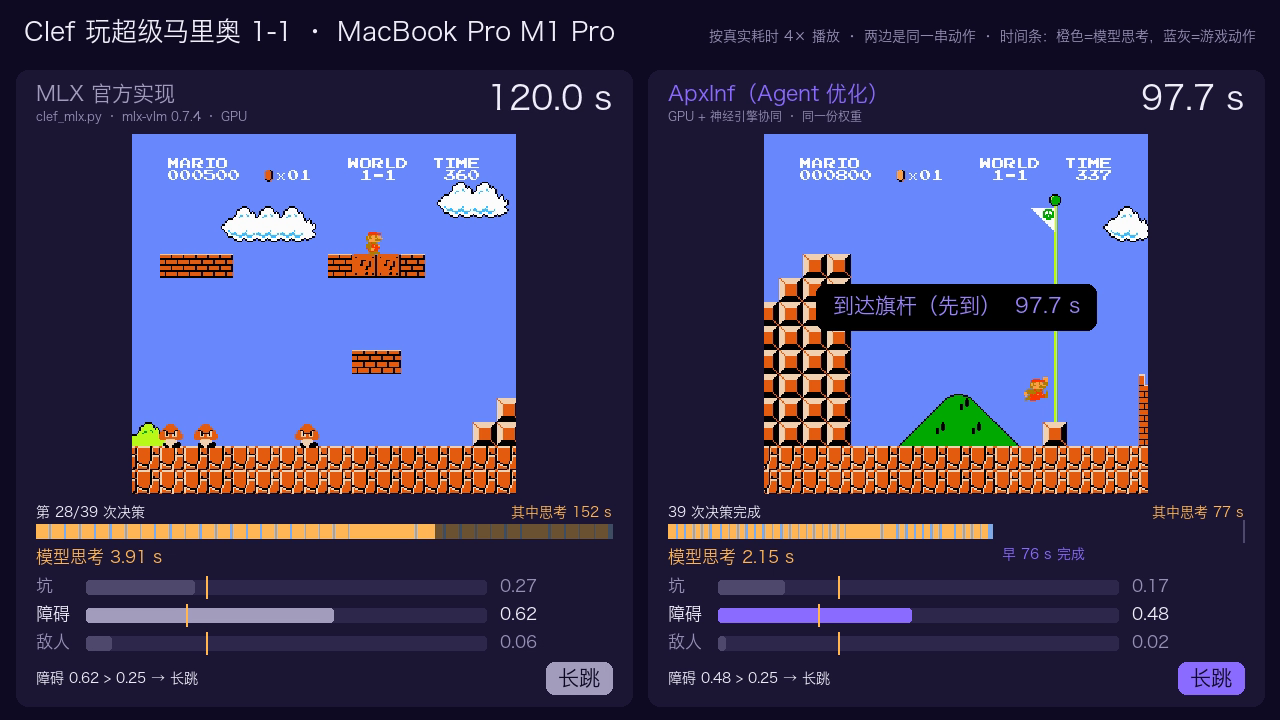 Clef 玩超级马里奥 1-1 · MacBook Pro M1 Pro
按真实耗时 4× 播放 · 两边是同一串动作 · 时间条：橙色=模型思考，蓝灰=游戏动作
MLX 官方实现
120.0 s
clef_mlx.py · mlx-vlm 0.7.4 · GPU
MARIO WORLD TIME
000500 x01 1-1 360
第 28/39 次决策
其中思考 152 s
模型思考 3.91 s
坑 0.27
障碍 0.62
敌人 0.06
障碍 0.62 > 0.25 → 长跳
长跳
ApxInf（Agent 优化）
97.7 s
GPU + 神经引擎协同 · 同一份权重
MARIO WORLD TIME
000800 x01 1-1 337
到达旗杆（先到） 97.7 s
39 次决策完成
其中思考 77 s
模型思考 2.15 s
早 76 s 完成
坑 0.17
障碍 0.48
敌人 0.02
障碍 0.48 > 0.25 → 长跳
长跳